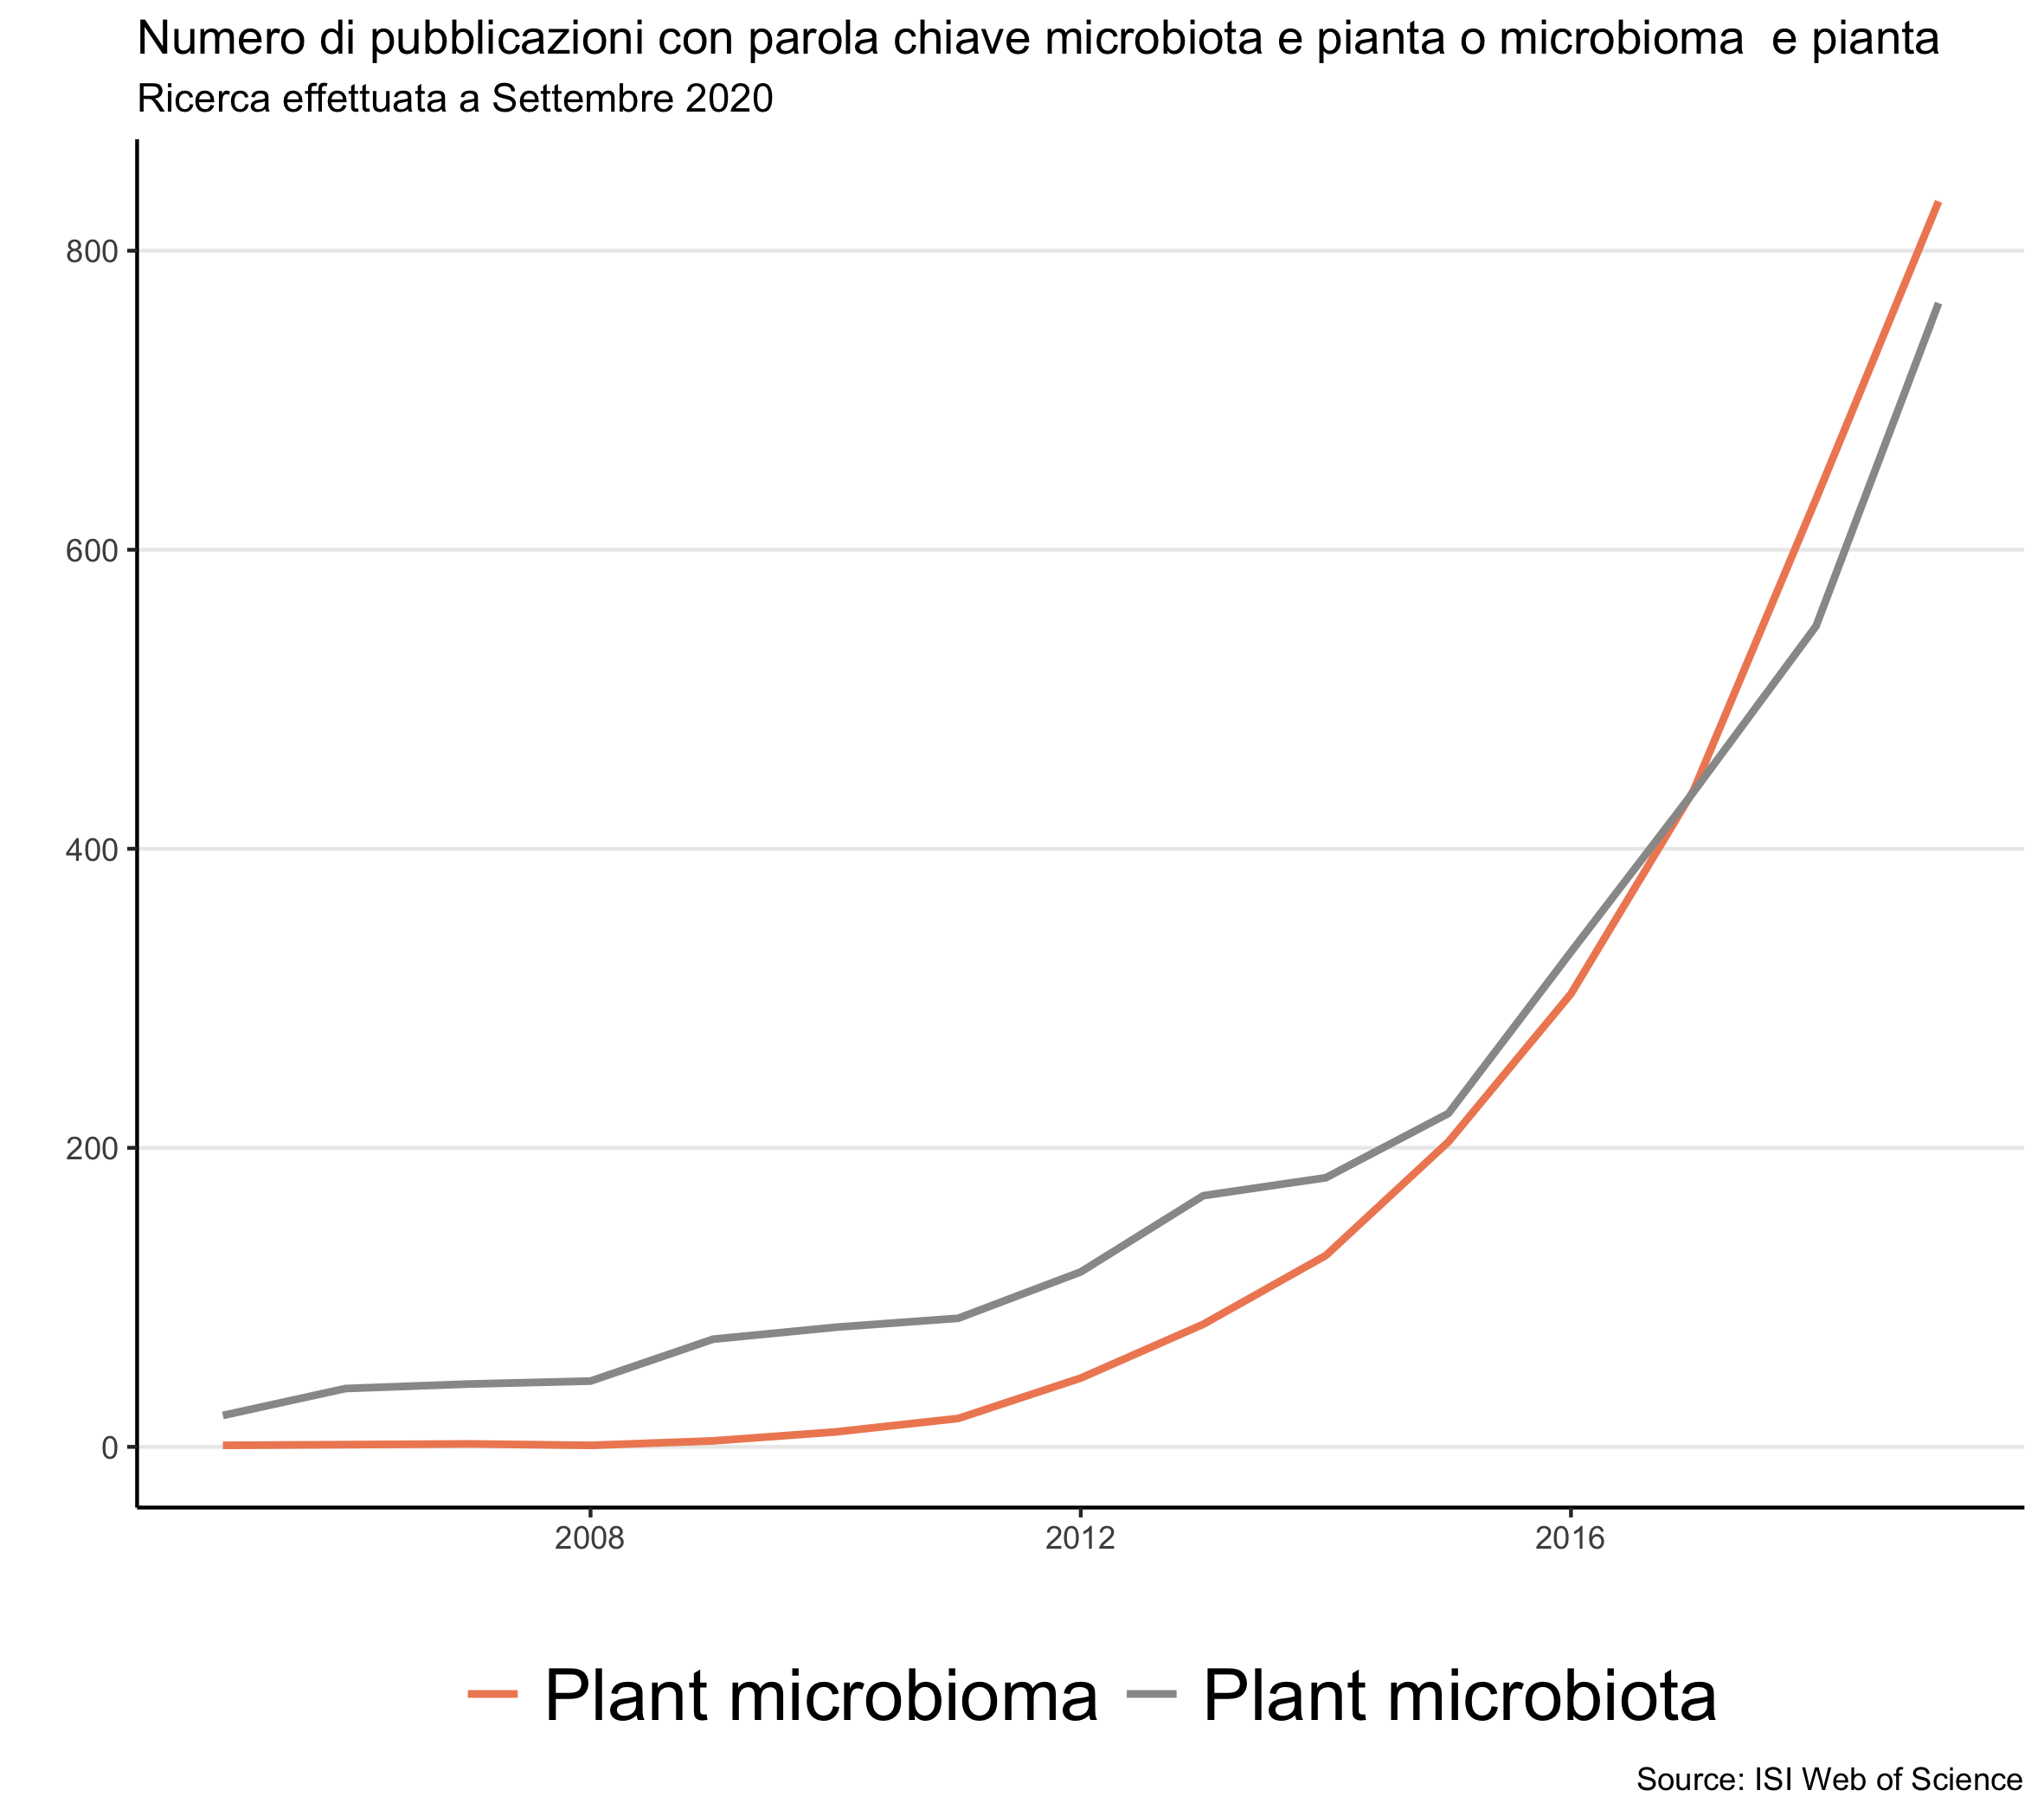 Numero di pubblicazioni con parola chiave microbiota e pianta o microbioma  e pianta
Ricerca effettuata a Settembre 2020
800
600
400
200
0
2008 2012 2016
Plant microbioma Plant microbiota
Source: ISI Web of Science